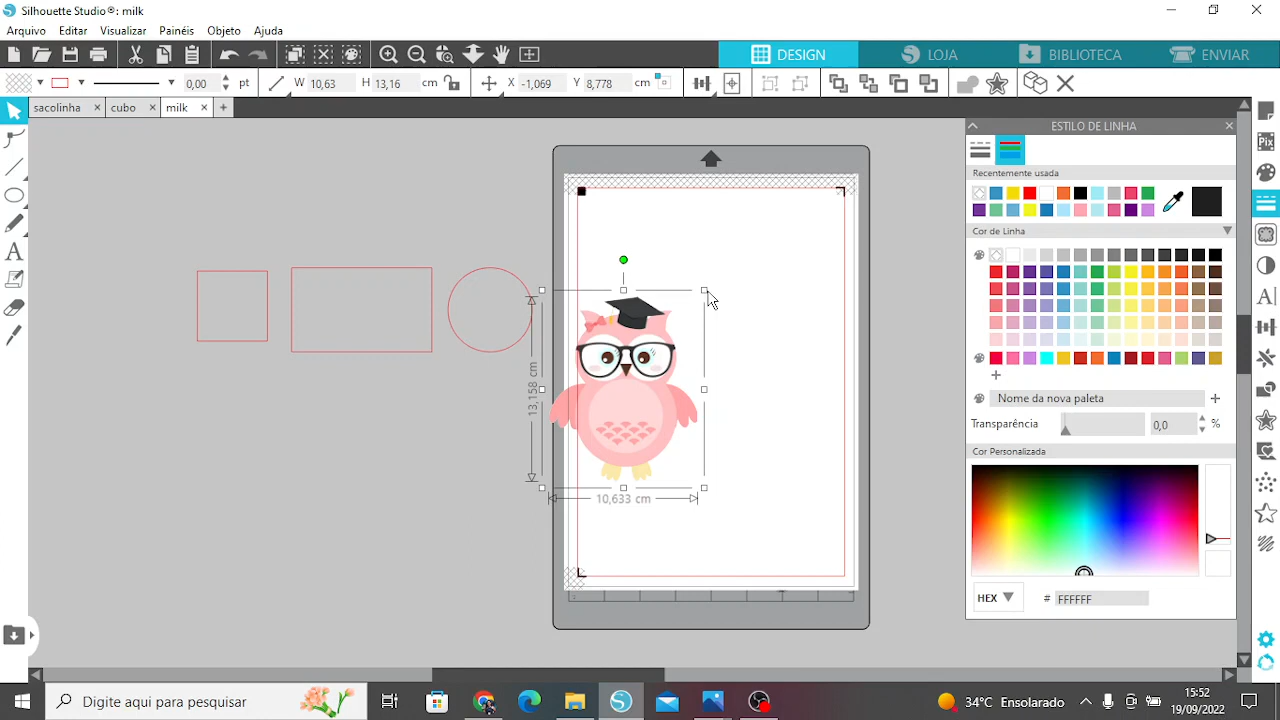 Silhouette Studio®: milk
Arquivo Editar Visualizar Painéis Objeto Ajuda
DESIGN LOJA BIBLIOTECA ENVIAR
0,00 pt W 10,63 H 13,16 cm X -1,069 Y 8,778 cm
sacolinha cubo milk
ESTILO DE LINHA
Pix
Recentemente usada
Cor de Linha
A
A
13,158 cm
10,633 cm
Nome da nova paleta
Transparência 0,0 %
Cor Personalizada
HEX # FFFFFF
Digite aqui para pesquisar
34°C Ensolarado
15:52
19/09/2022